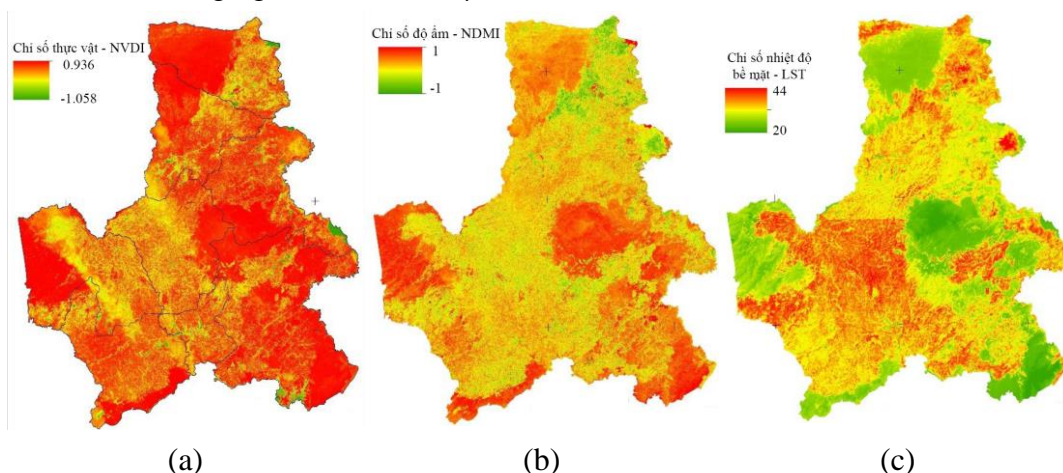 Chỉ số thực vật - NVDI
0.936
-1.058
Chỉ số độ ẩm - NDMI
1
-1
Chỉ số nhiệt độ
bề mặt - LST
44
20
(a)
(b)
(c)